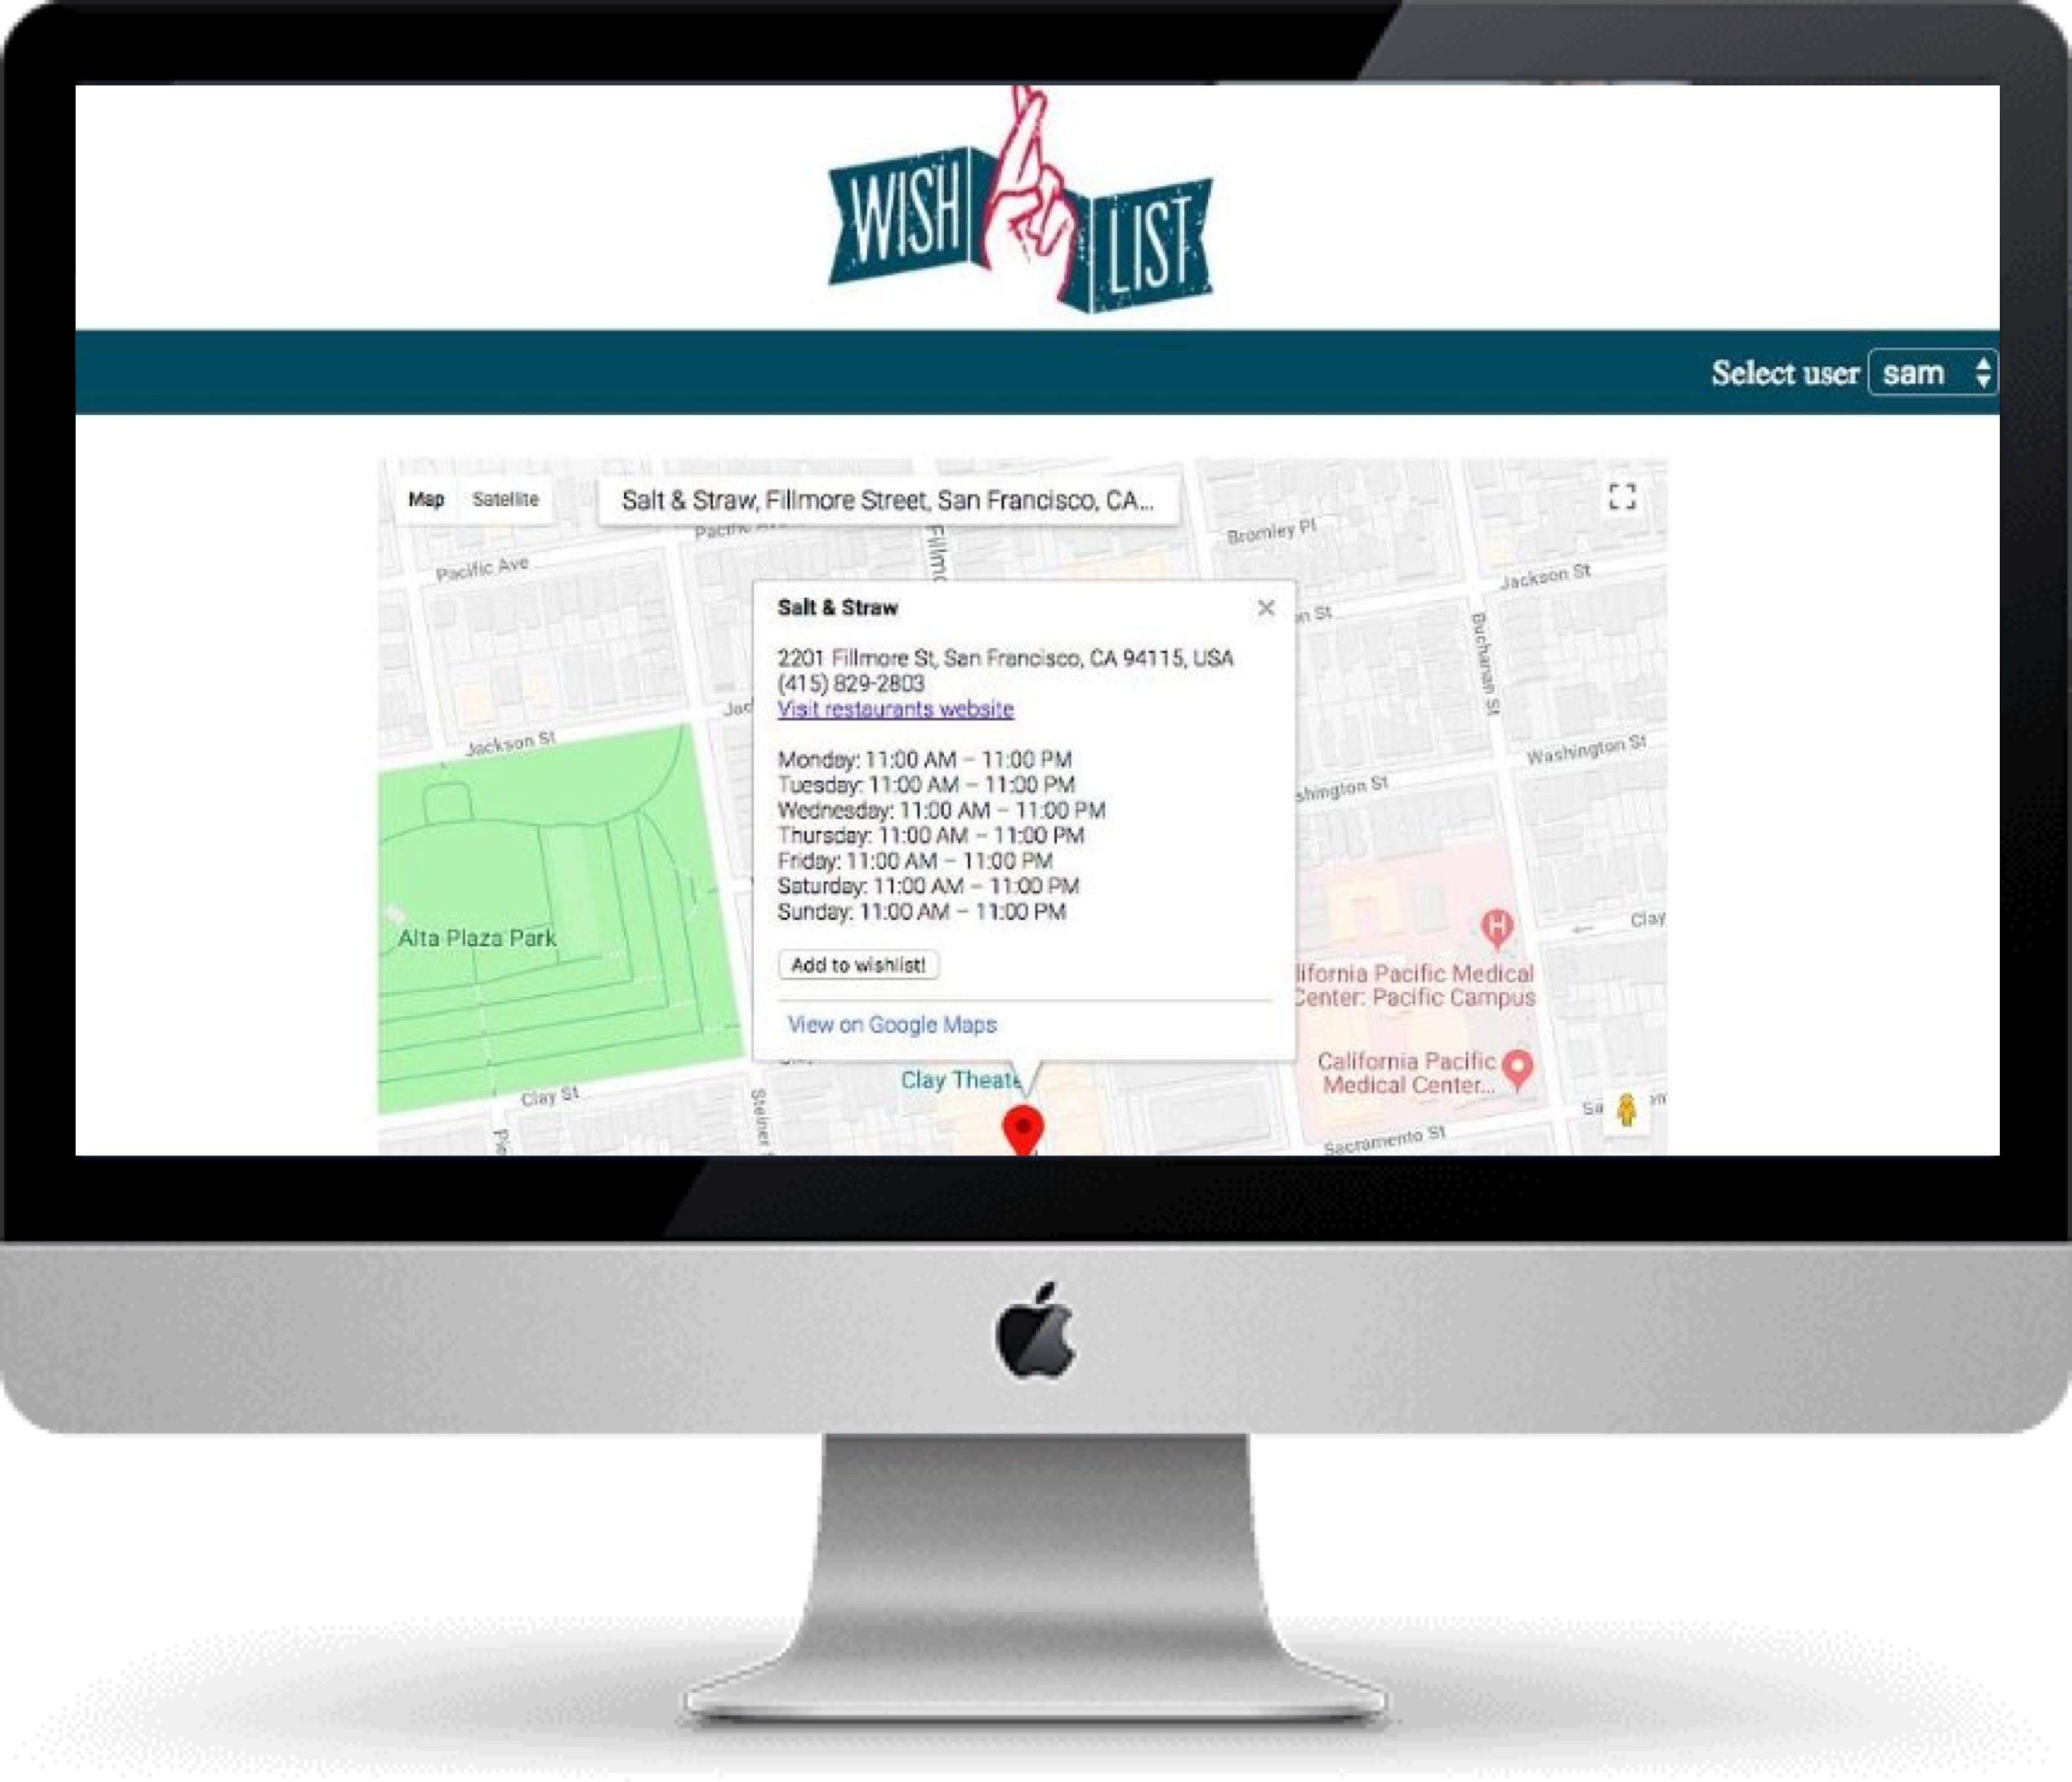 WISH LIST
Select user sam
Map Satellite
Salt & Straw, Fillmore Street, San Francisco, CA...
Pacific Ave
Bromley Pl
Jackson St
Buchanan St
Salt & Straw
2201 Fillmore St, San Francisco, CA 94115, USA
(415) 829-2803
Visit restaurants website
Monday: 11:00 AM – 11:00 PM
Tuesday: 11:00 AM – 11:00 PM
Wednesday: 11:00 AM – 11:00 PM
Thursday: 11:00 AM – 11:00 PM
Friday: 11:00 AM – 11:00 PM
Saturday: 11:00 AM – 11:00 PM
Sunday: 11:00 AM – 11:00 PM
Add to wishlist!
View on Google Maps
Jackson St
Washington St
shington St
Alta Plaza Park
H
Clay
lifornia Pacific Medical
Center: Pacific Campus
California Pacific
Medical Center...
Clay Theate
Clay St
Steiner
Sacramento St